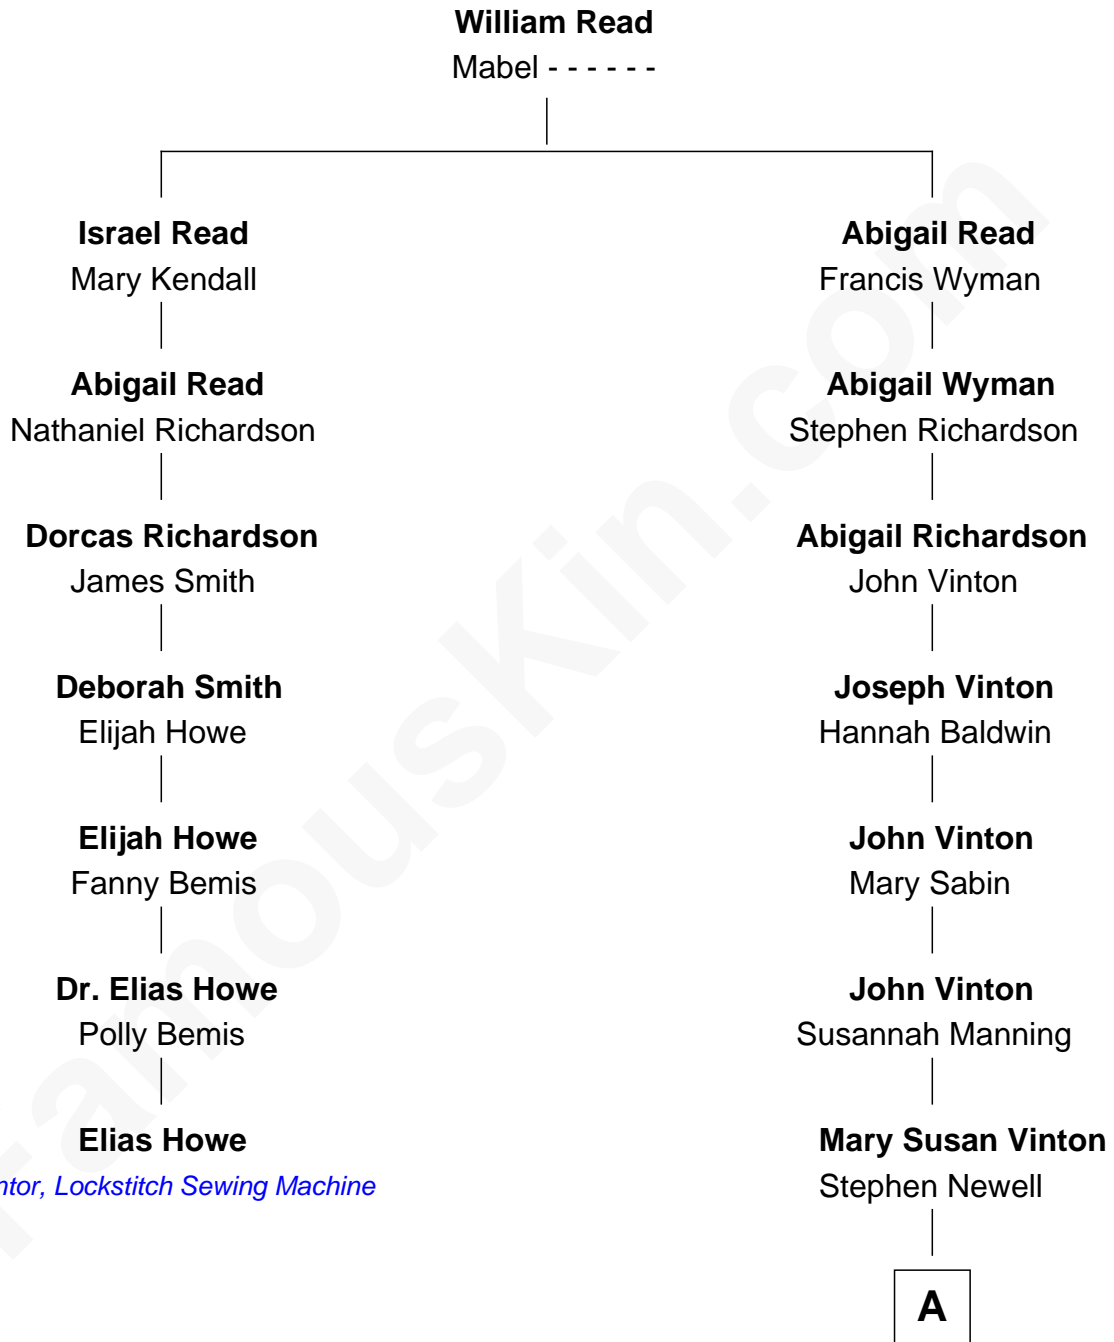 William Read
Mabel - - - - - -
Israel Read
Mary Kendall
Abigail Read
Francis Wyman
Abigail Read
Nathaniel Richardson
Abigail Wyman
Stephen Richardson
Dorcas Richardson
James Smith
Abigail Richardson
John Vinton
Deborah Smith
Elijah Howe
Joseph Vinton
Hannah Baldwin
Elijah Howe
Fanny Bemis
John Vinton
Mary Sabin
Dr. Elias Howe
Polly Bemis
John Vinton
Susannah Manning
Elias Howe
ntor, Lockstitch Sewing Machine
Mary Susan Vinton
Stephen Newell
A
FamousKin.com